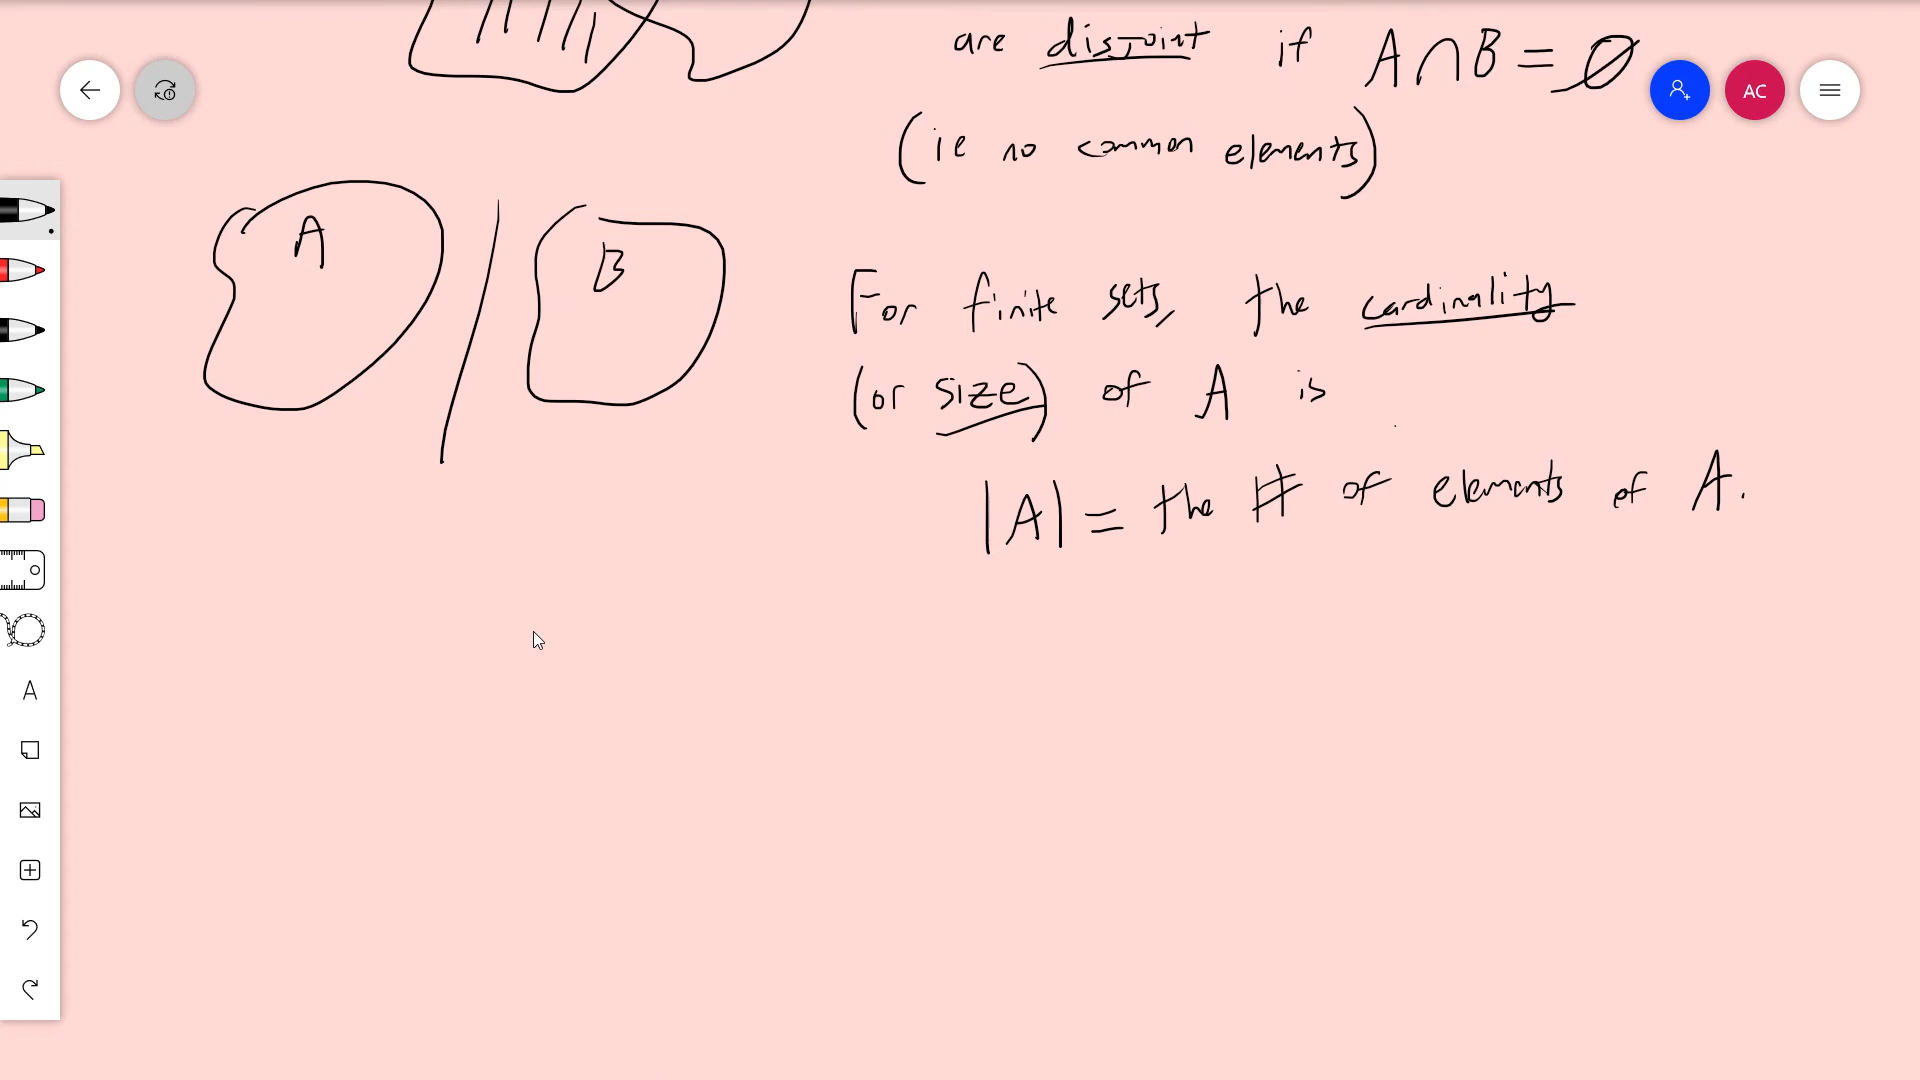 are disjoint if A∩B = ∅
AC
(ie no common elements)
A
B
For finite sets, the cardinality
(or size) of A is
|A| = the # of elements of A.
A